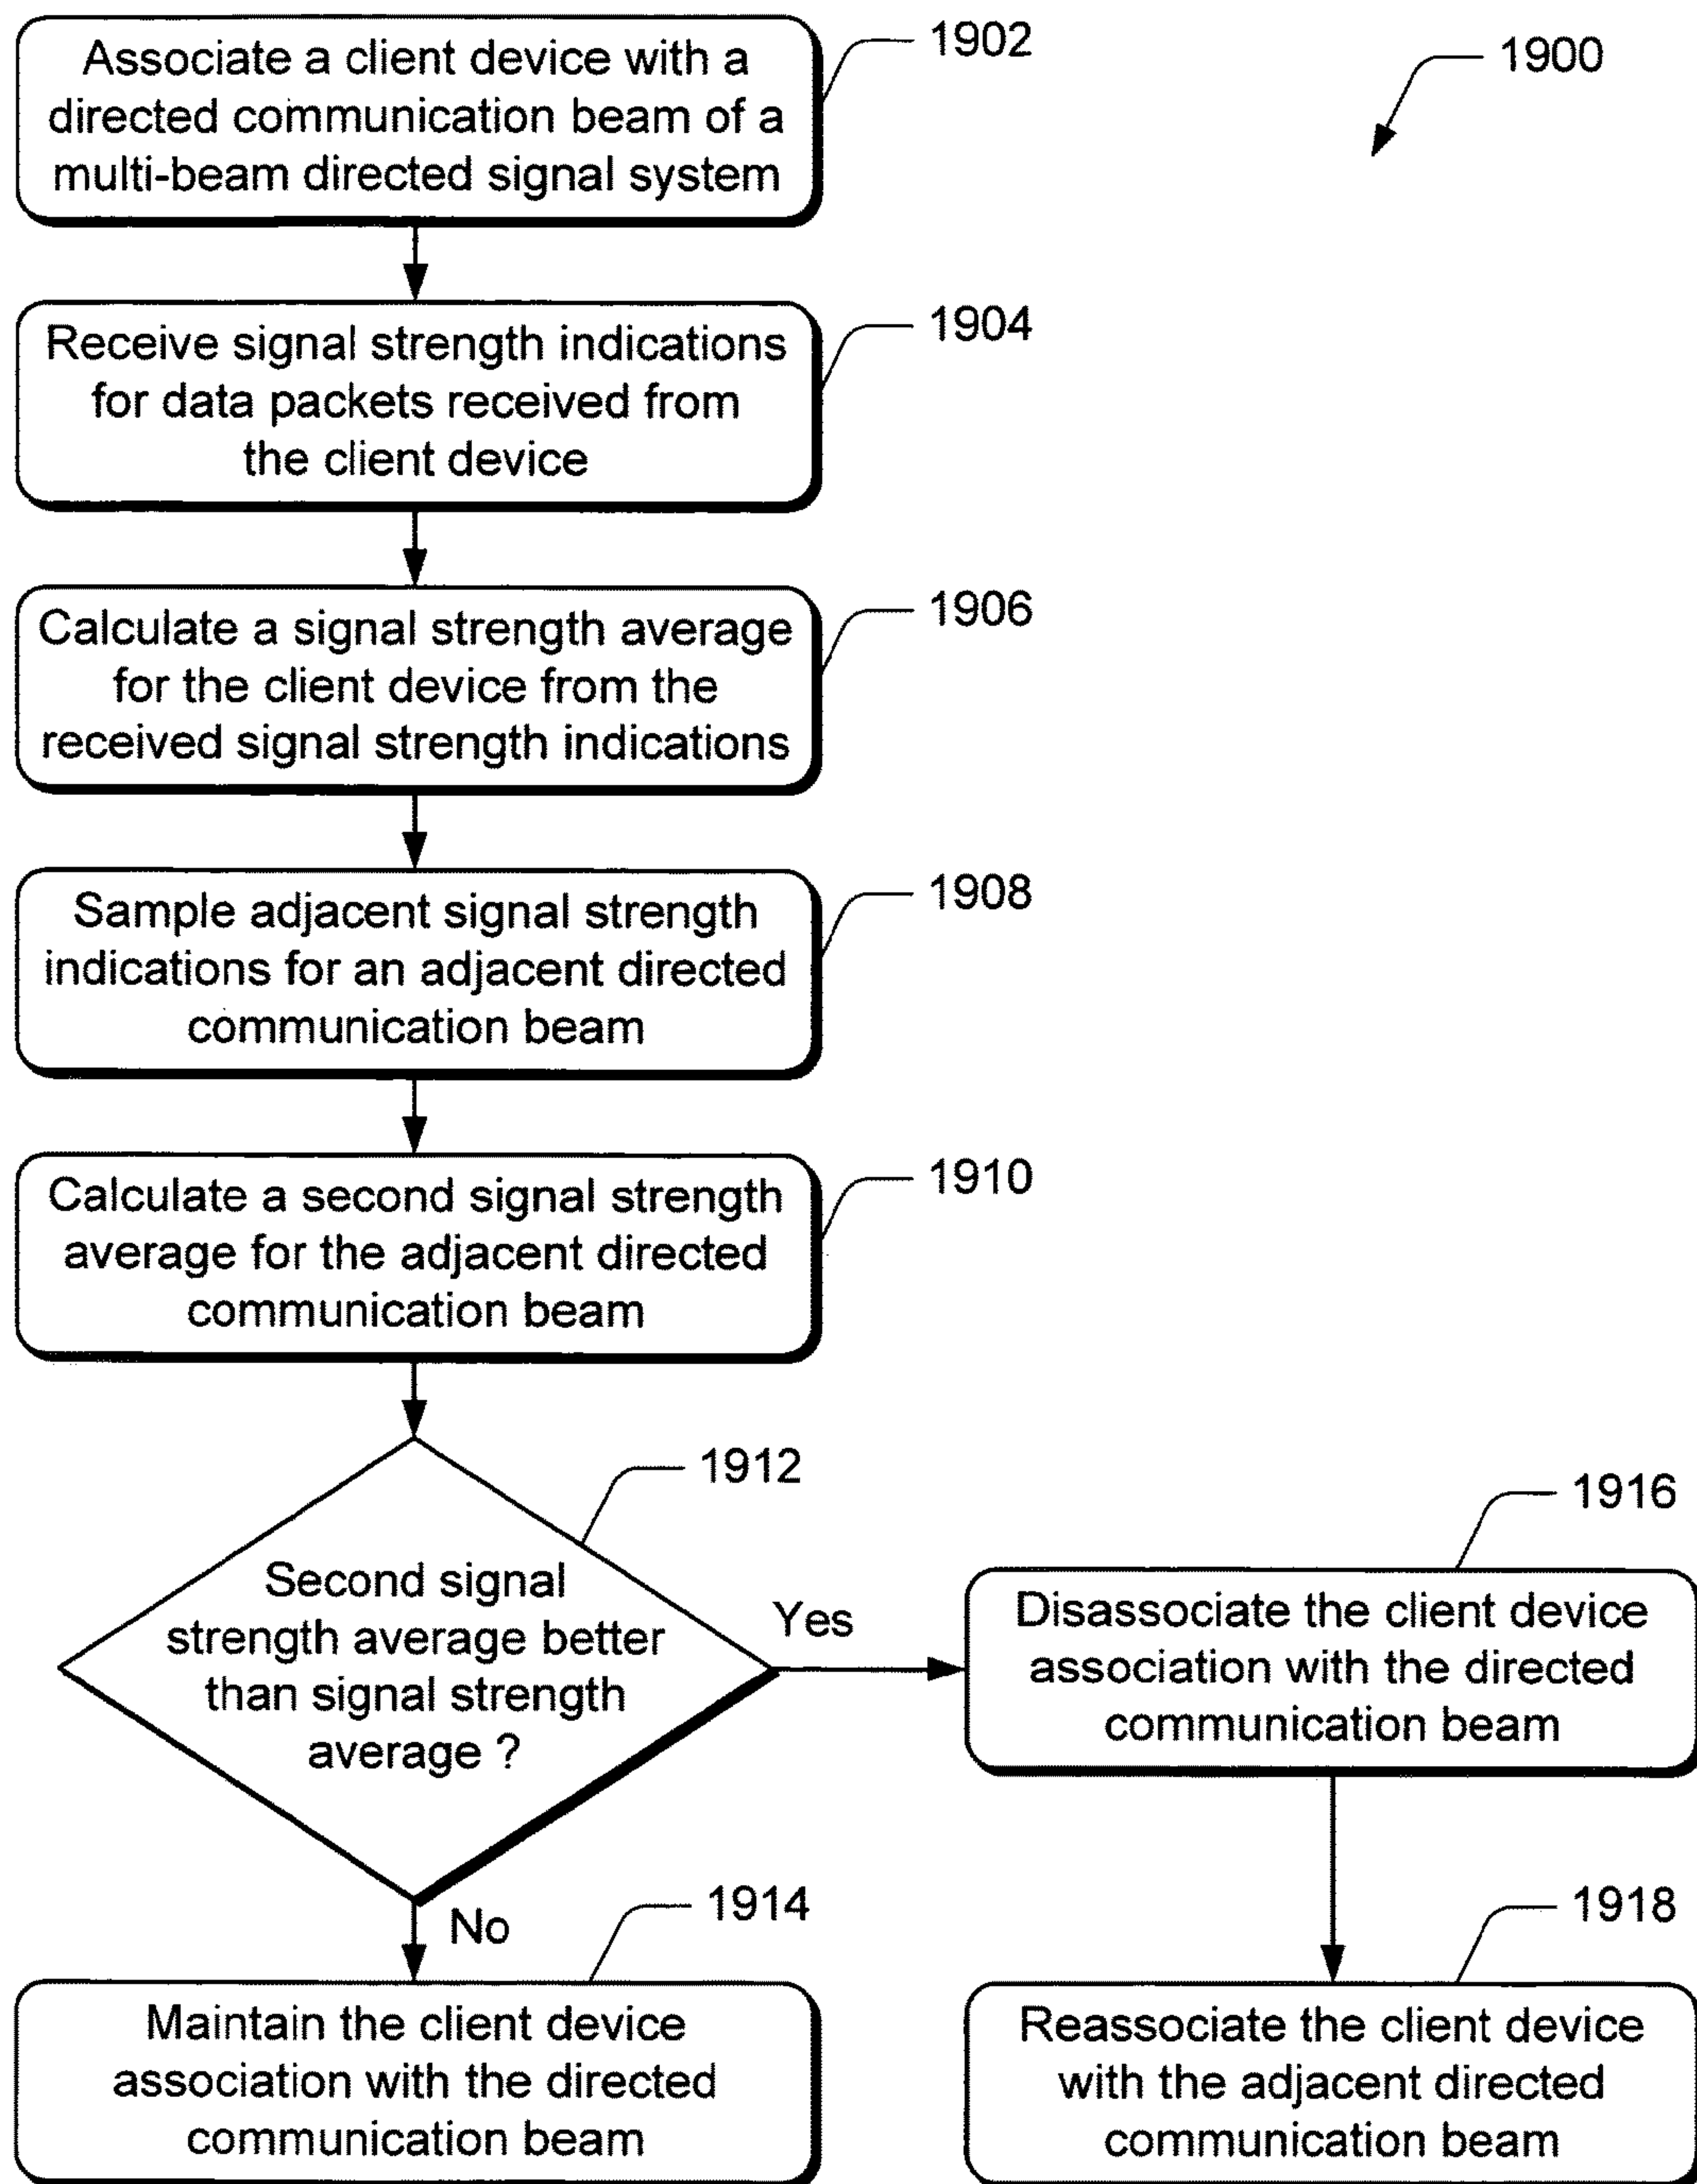 Associate a client device with a
directed communication beam of a
multi-beam directed signal system
1902
1900
Receive signal strength indications
for data packets received from
the client device
1904
Calculate a signal strength average
for the client device from the
received signal strength indications
1906
Sample adjacent signal strength
indications for an adjacent directed
communication beam
1908
Calculate a second signal strength
average for the adjacent directed
communication beam
1910
Second signal
strength average better
than signal strength
average ?
1912
Yes
No
1916
Disassociate the client device
association with the directed
communication beam
1914
Maintain the client device
association with the directed
communication beam
1918
Reassociate the client device
with the adjacent directed
communication beam